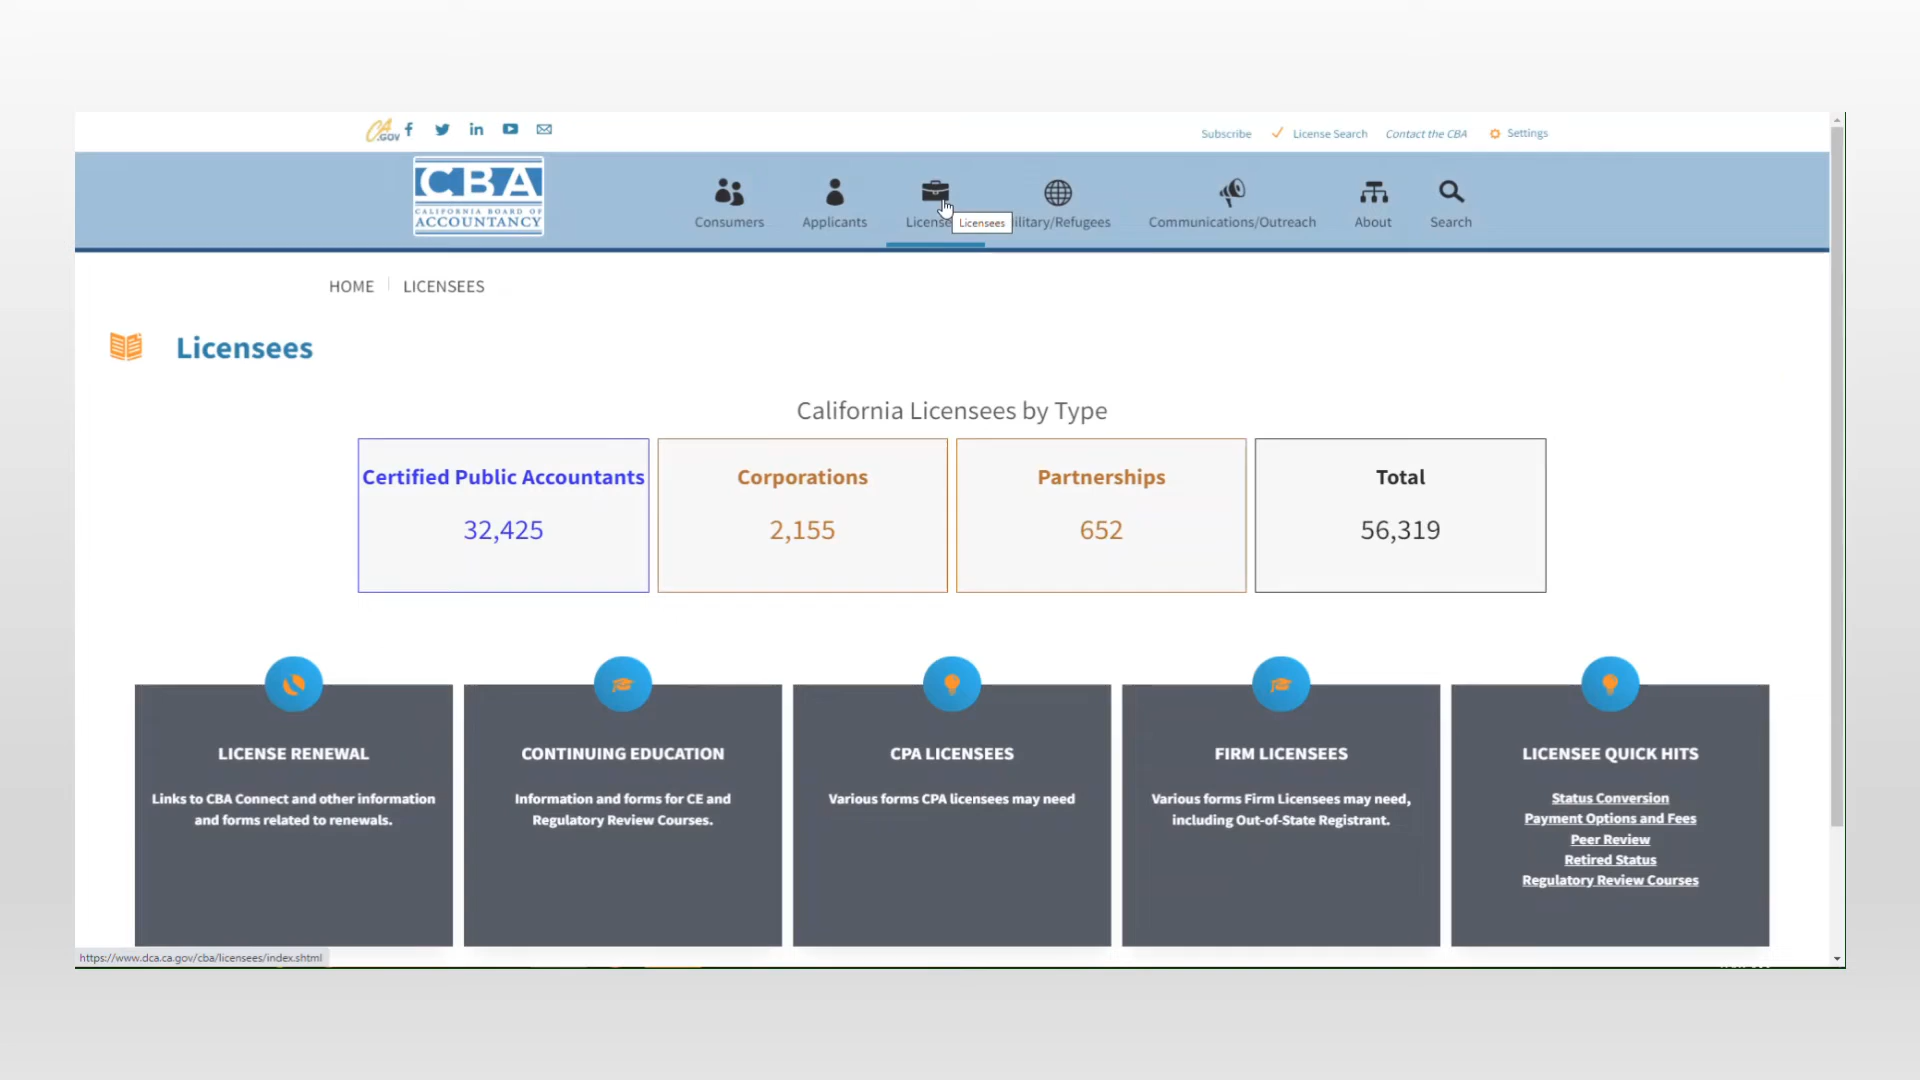 CA
.GOV
Subscribe
License Search
Contact the CBA
Settings
CBA
CALIFORNIA BOARD OF
ACCOUNTANCY
Consumers
Applicants
License
Licensees
ilitary/Refugees
Communications/Outreach
About
Search
HOME
LICENSEES
Licensees
California Licensees by Type
Certified Public Accountants
32,425
Corporations
2,155
Partnerships
652
Total
56,319
LICENSE RENEWAL
Links to CBA Connect and other information
and forms related to renewals.
CONTINUING EDUCATION
Information and forms for CE and
Regulatory Review Courses.
CPA LICENSEES
Various forms CPA licensees may need
FIRM LICENSEES
Various forms Firm Licensees may need,
including Out-of-State Registrant.
LICENSEE QUICK HITS
Status Conversion
Payment Options and Fees
Peer Review
Retired Status
Regulatory Review Courses
https://www.dca.ca.gov/cba/licensees/index.shtml